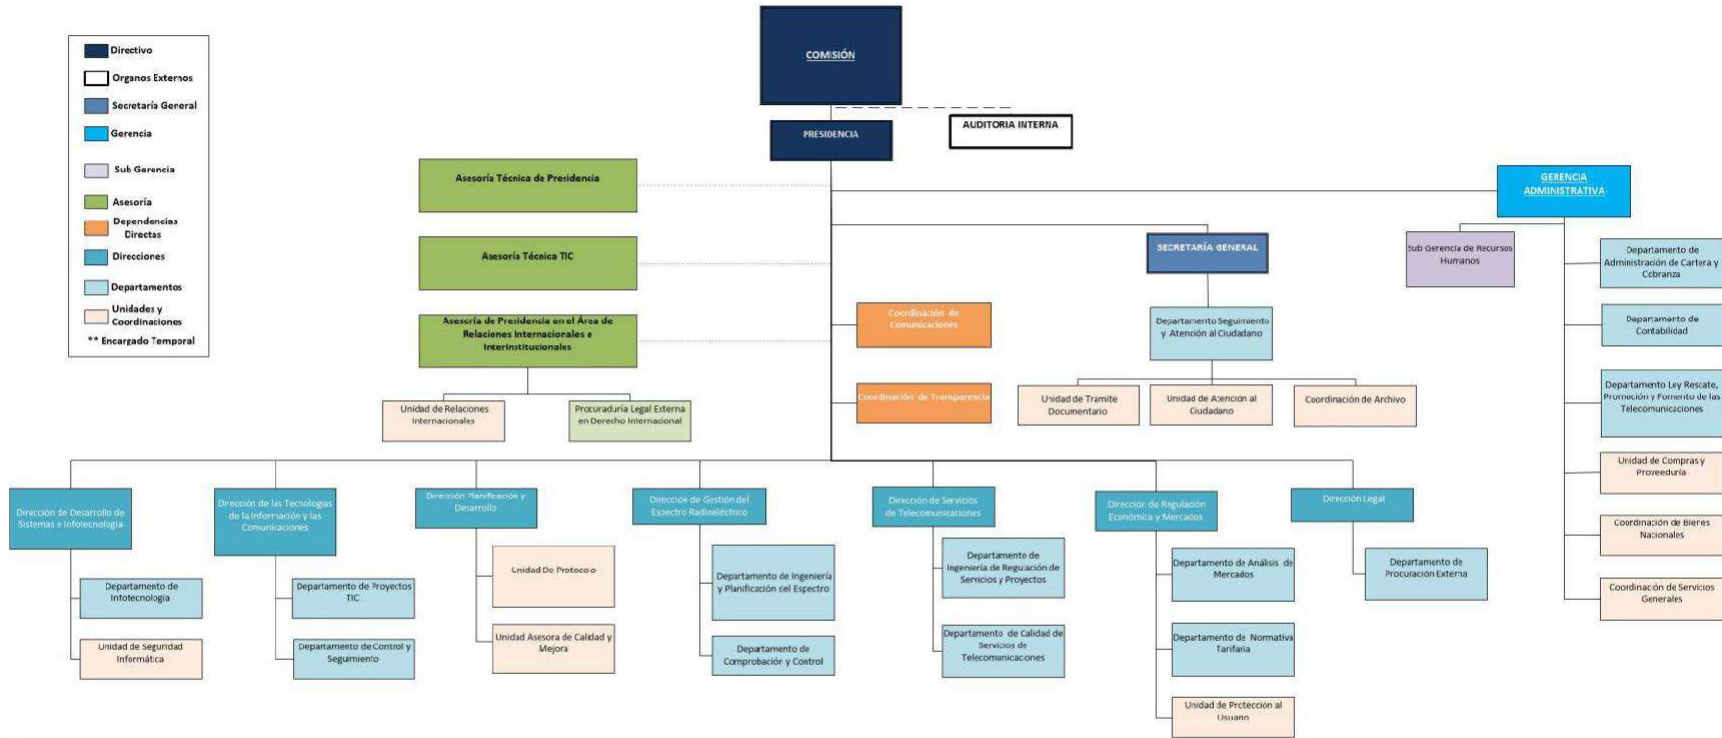 COMISIÓN
Directivo
Organos Externos
Secretaría General
Gerencia
Sub Gerencia
Asesoría
Dependencias
Directas
Direcciones
Departamentos
Unidades y
Coordinaciones
** Encargado Temporal
PRESIDENCIA
AUDITORIA INTERNA
Asesoría Técnica de Presidencia
GERENCIA
ADMINISTRATIVA
Asesoría Técnica TIC
SECRETARÍA GENERAL
Sub Gerencia de Recursos
Humanos
Departamento de
Administración de Cartera y
Cobranza
Asesoría de Presidencia en el Área de
Relaciones Internacionales e
Interinstitucionales
Coordinación de
Comunicaciones
Departamento Seguimiento
y Atención al Ciudadano
Departamento de
Contabilidad
Unidad de Relaciones
Internacionales
Procuraduría Legal Externa
en Derecho Internacional
Coordinación de Transparencia
Unidad de Tramite
Documentario
Unidad de Atención al
Ciudadano
Coordinación de Archivo
Departamento Ley Rescate,
Promoción y Fomento de las
Telecomunicaciones
Unidad de Compras y
Proveeduría
Coordinación de Bienes
Nacionales
Coordinación de Servicios
Generales
Dirección de Desarrollo de
Sistemas e Infotecnología
Dirección de las Tecnologías
de la Información y las
Comunicaciones
Dirección Planificación y
Desarrollo
Dirección de Gestión del
Espectro Radioeléctrico
Dirección de Servicios
de Telecomunicaciones
Dirección de Regulación
Económica y Mercados
Dirección Legal
Departamento de
Infotecnología
Unidad de Seguridad
Informática
Departamento de Proyectos
TIC
Departamento de Control y
Seguimiento
Unidad De Protocolo
Unidad Asesora de Calidad y
Mejora
Departamento de Ingeniería
y Planificación del Espectro
Departamento de
Comprobación y Control
Departamento de
Ingeniería de Regulación de
Servicios y Proyectos
Departamento de Calidad de
Servicios de
Telecomunicaciones
Departamento de Análisis de
Mercados
Departamento de Normativa
Tarifaria
Unidad de Protección al
Usuario
Departamento de
Procuración Externa